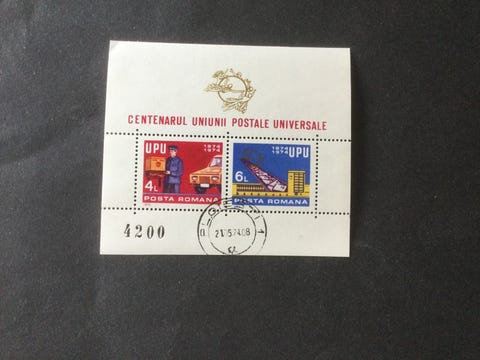 CENTENARUL UNIUNII POSTALE UNIVERSALE
UPU 1874 1974
4L
POSTA ROMANA
1874 1974 UPU
6L
POSTA ROMANA
4200